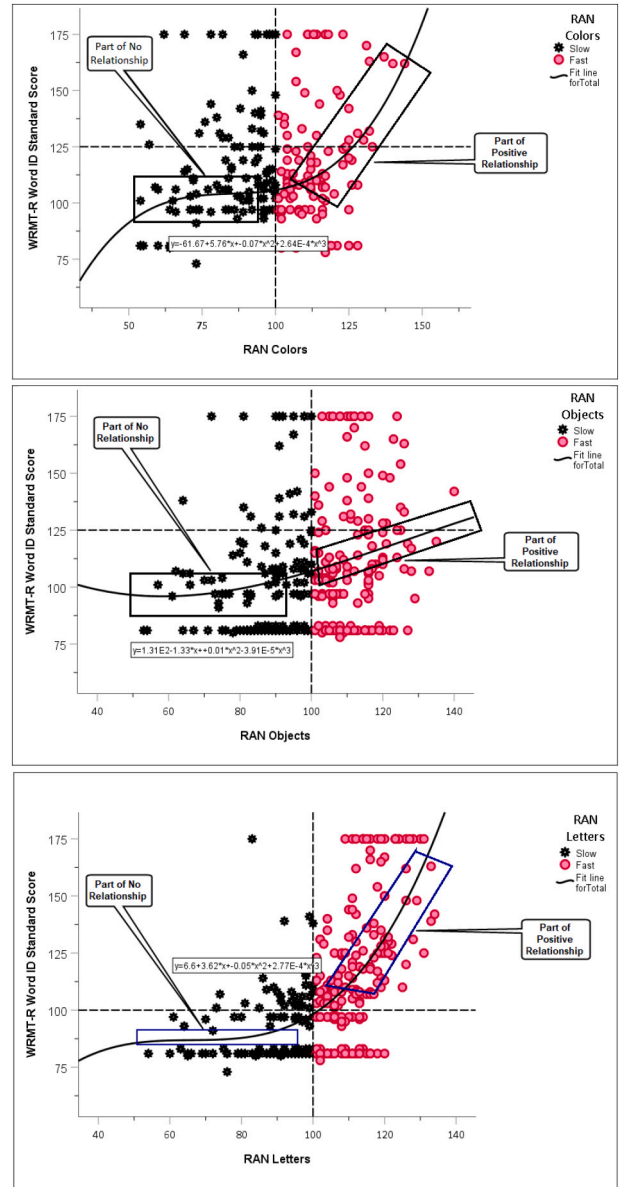 RAN
Colors
Slow
Fast
Fit line
forTotal
Part of No
Relationship
Part of
Positive
Relationship
WRMT-R Word ID Standard Score
175
150
125
100
75
y=-61.67+5.76*x+-0.07*x^2+2.64E-4*x^3
50
75
100
125
150
RAN Colors
RAN
Objects
Slow
Fast
Fit line
forTotal
Part of No
Relationship
Part of
Positive
Relationship
WRMT-R Word ID Standard Score
175
150
125
100
75
y=1.31E2-1.33*x++0.01*x^2-3.91E-5*x^3
40
60
80
100
120
140
RAN Objects
RAN
Letters
Slow
Fast
Fit line
forTotal
Part of No
Relationship
Part of
Positive
Relationship
WRMT-R Word ID Standard Score
175
150
125
100
75
y=6.6+3.62*x+-0.05*x^2+2.77E-4*x^3
40
60
80
100
120
140
RAN Letters